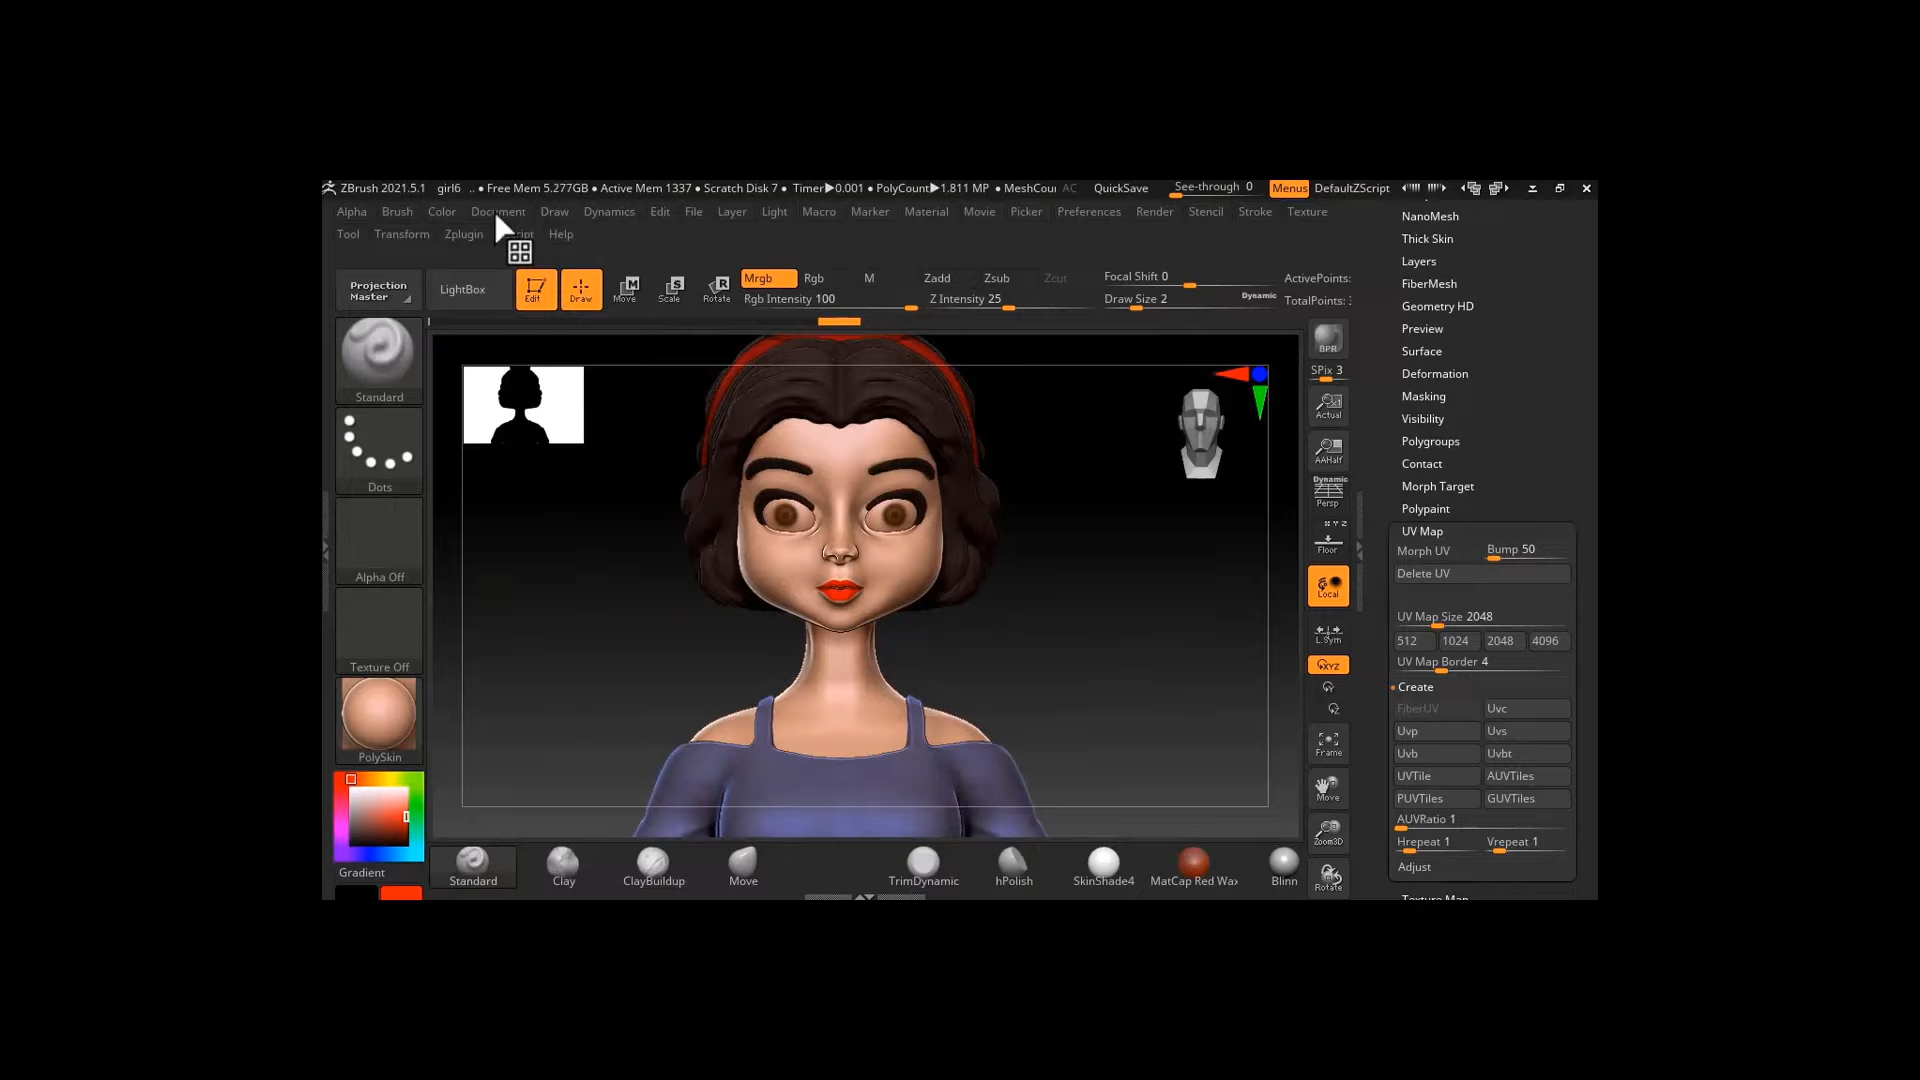 ZBrush 2021.5.1 girl6 .. • Free Mem 5.277GB • Active Mem 1337 • Scratch Disk 7 • Timer▶0.001 • PolyCount▶1.811 MP • MeshCour AC QuickSave See-through 0 Menus DefaultZScript
Alpha Brush Color Document Draw Dynamics Edit File Layer Light Macro Marker Material Movie Picker Preferences Render Stencil Stroke Texture
Tool Transform Zplugin Help
Projection Master
LightBox
Edit
Draw
Move
Scale
Rotate
Mrgb Rgb M
Rgb Intensity 100
Zadd Zsub Zcut
Z Intensity 25
Focal Shift 0
Draw Size 2
Dynamic
ActivePoints:
TotalPoints:
Standard
Dots
Alpha Off
Texture Off
PolySkin
Gradient
BPR
SPix 3
Actual
AAHalf
Dynamic
Persp
X Y Z
Floor
Local
L.Sym
XYZ
Y
Z
Frame
Move
Zoom3D
Rotate
NanoMesh
Thick Skin
Layers
FiberMesh
Geometry HD
Preview
Surface
Deformation
Masking
Visibility
Polygroups
Contact
Morph Target
Polypaint
UV Map
Morph UV Bump 50
Delete UV
UV Map Size 2048
512 1024 2048 4096
UV Map Border 4
Create
FiberUV Uvc
Uvp Uvs
Uvb Uvbt
UVTile AUVTiles
PUVTiles GUVTiles
AUVRatio 1
Hrepeat 1 Vrepeat 1
Adjust
Texture Map
Standard Clay ClayBuildup Move TrimDynamic hPolish SkinShade4 MatCap Red Wax Blinn